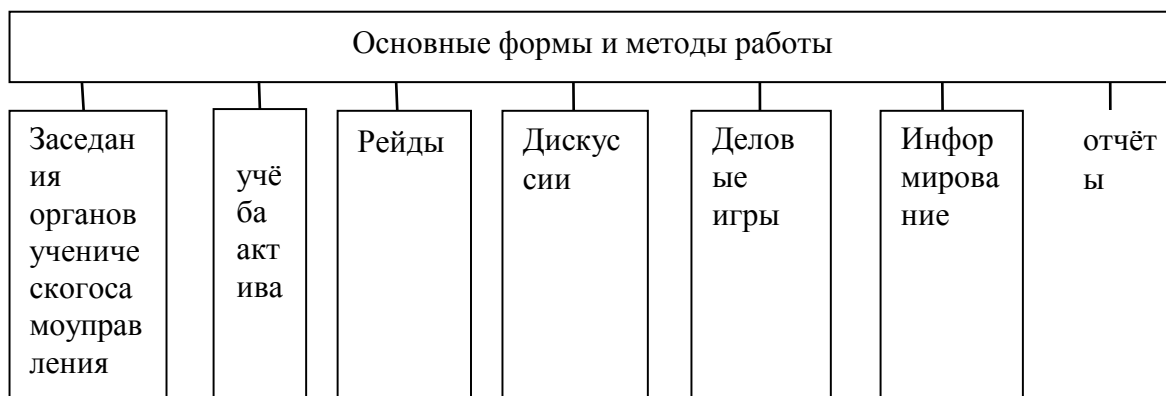 Основные формы и методы работы
Заседан
ия
органов
учениче
скогоса
моуправ
ления
учё
ба
акт
ива
Рейды
Дискус
сии
Делов
ые
игры
Инфор
мирова
ние
отчёт
ы